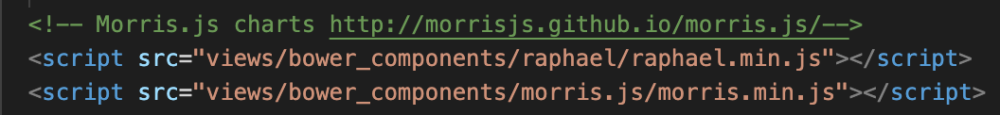 <!-- Morris.js charts http://morrisjs.github.io/morris.js/-->
<script src="views/bower_components/raphael/raphael.min.js"></script>
<script src="views/bower_components/morris.js/morris.min.js"></script>